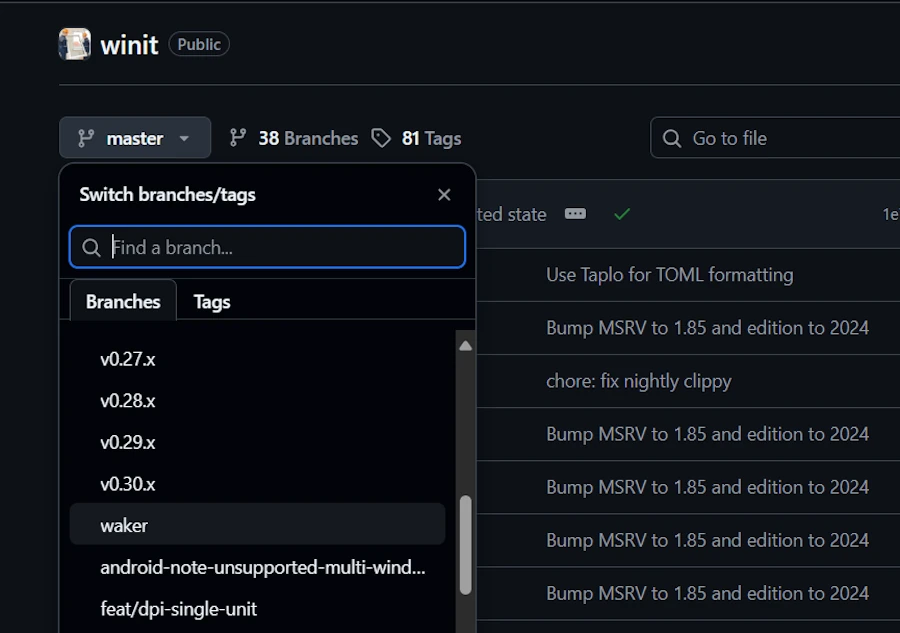 winit Public
master 38 Branches 81 Tags Go to file
Switch branches/tags
ted state 1e
Find a branch...
Use Taplo for TOML formatting
Branches Tags
Bump MSRV to 1.85 and edition to 2024
v0.27.x
chore: fix nightly clippy
v0.28.x
Bump MSRV to 1.85 and edition to 2024
v0.29.x
Bump MSRV to 1.85 and edition to 2024
v0.30.x
waker
Bump MSRV to 1.85 and edition to 2024
android-note-unsupported-multi-wind...
Bump MSRV to 1.85 and edition to 2024
feat/dpi-single-unit